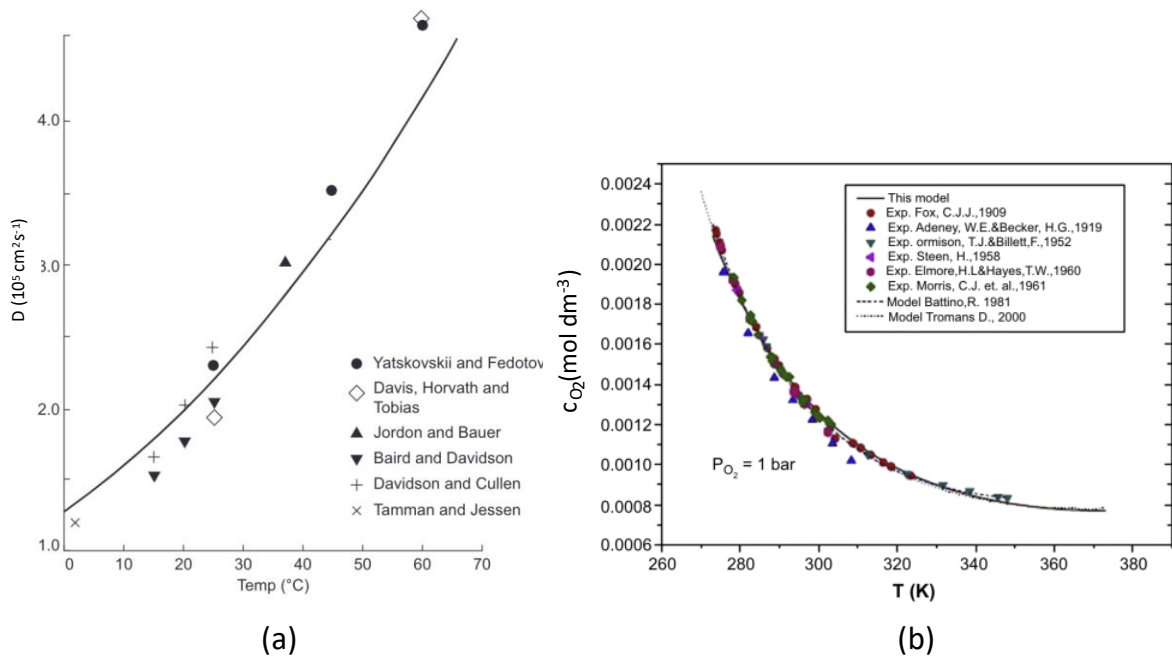 4.0
3.0
2.0
1.0
D (10⁵ cm²s⁻¹)
0 10 20 30 40 50 60 70
Temp (°C)
Yatskovskii and Fedotov
Davis, Horvath and
Tobias
Jordon and Bauer
Baird and Davidson
Davidson and Cullen
Tamman and Jessen
(a)
0.0024
0.0022
0.0020
0.0018
0.0016
0.0014
0.0012
0.0010
0.0008
0.0006
cO2(mol dm⁻³)
260 280 300 320 340 360 380
T (K)
This model
Exp. Fox, C.J.J., 1909
Exp. Adeney, W.E.&Becker, H.G.,1919
Exp. ormison, T.J.&Billett,F., 1952
Exp. Steen, H., 1958
Exp. Elmore,H.L&Hayes,T.W., 1960
Exp. Morris, C.J. et. al.,1961
Model Battino,R. 1981
Model Tromans D., 2000
PO2 = 1 bar
(b)